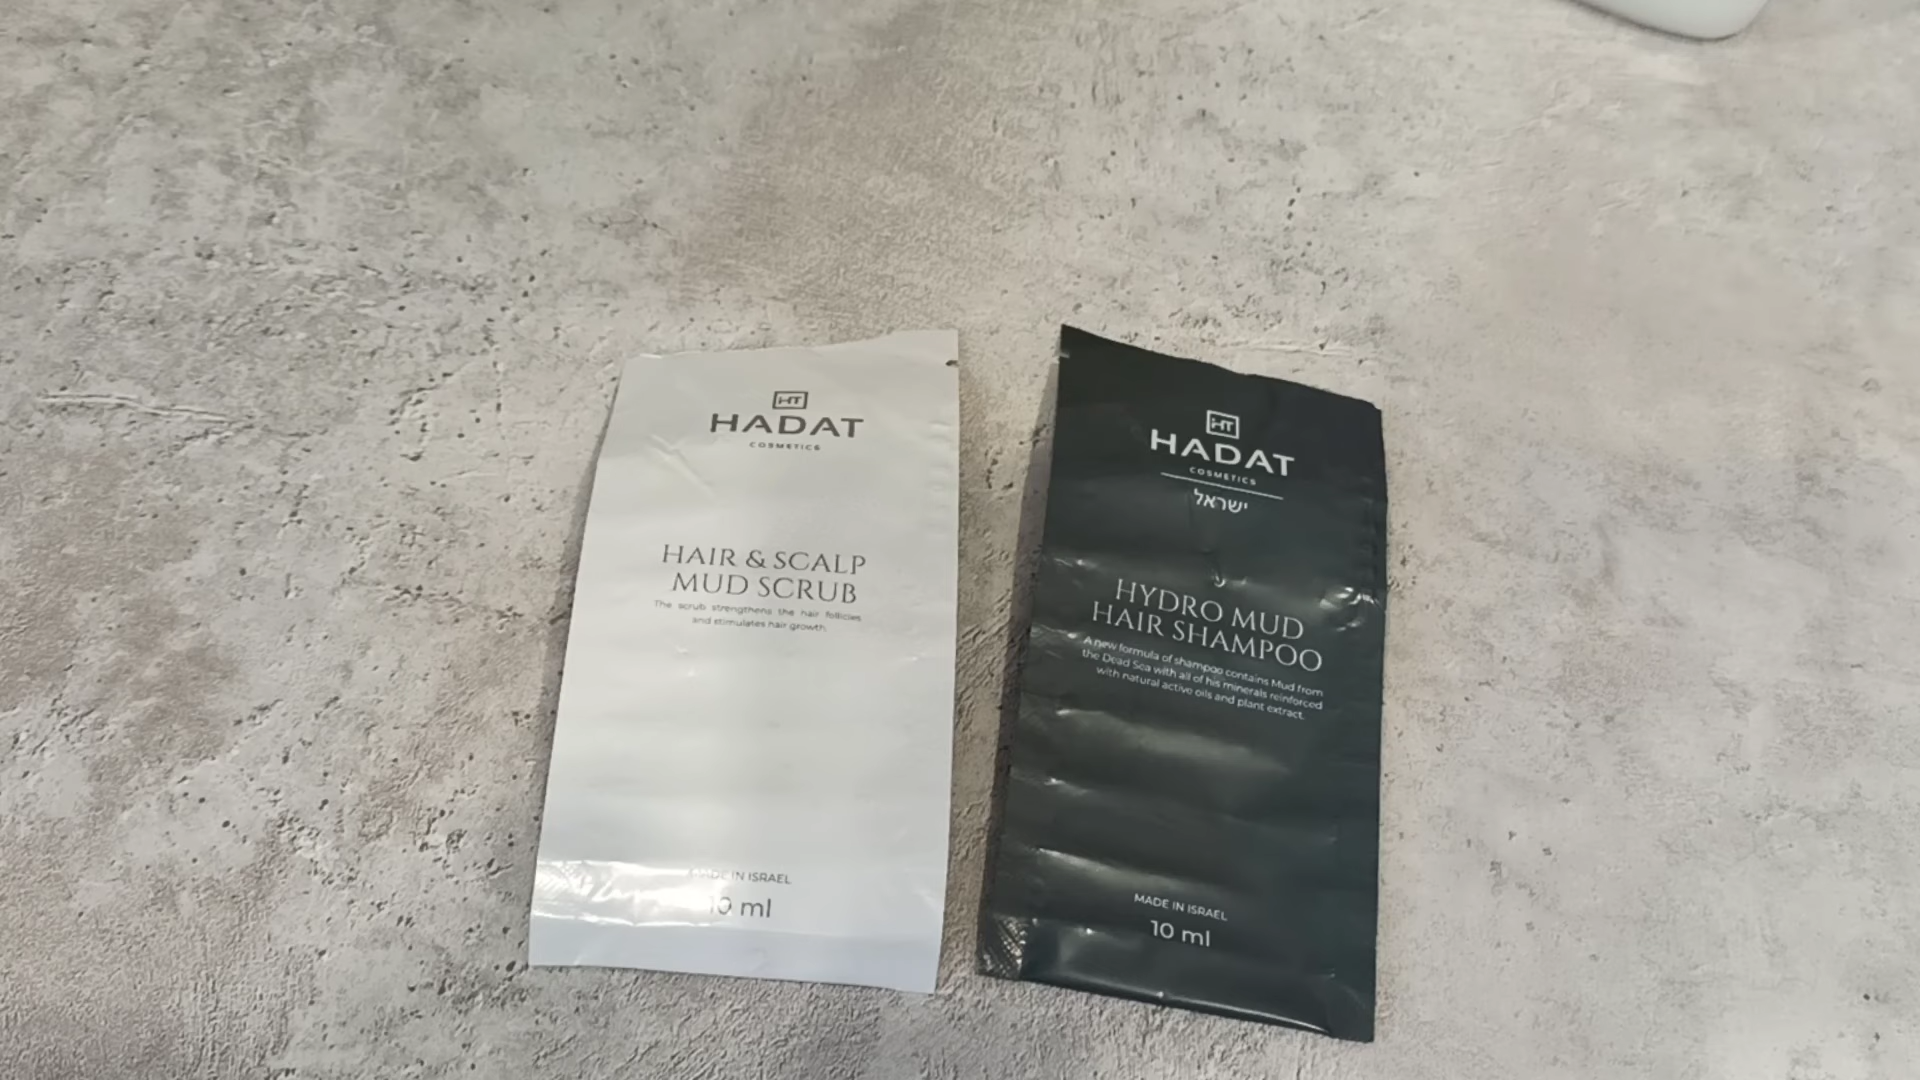 HT
HADAT
COSMETICS
HAIR & SCALP
MUD SCRUB
The scrub strengthens the hair follicles
and stimulates hair growth.
MADE IN ISRAEL
10 ml
HT
HADAT
COSMETICS
ישראל
HYDRO MUD
HAIR SHAMPOO
A new formula of shampoo contains Mud from
the Dead Sea with all of his minerals reinforced
with natural active oils and plant extract.
MADE IN ISRAEL
10 ml